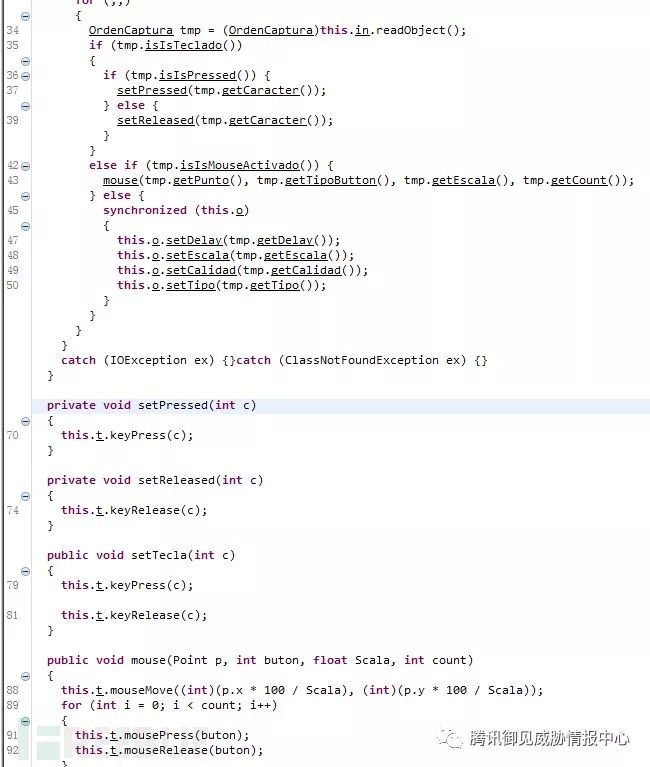 for (;;)
{
34 OrdenCaptura tmp = (OrdenCaptura)this.in.readObject();
35 if (tmp.isIsTeclado())
{
36 if (tmp.isIsPressed()) {
37 setPressed(tmp.getCaracter());
} else {
39 setReleased(tmp.getCaracter());
}
}
42 else if (tmp.isIsMouseActivado()) {
43 mouse(tmp.getPunto(), tmp.getTipoButton(), tmp.getEscala(), tmp.getCount());
} else {
45 synchronized (this.o)
{
47 this.o.setDelay(tmp.getDelay());
48 this.o.setEscala(tmp.getEscala());
49 this.o.setCalidad(tmp.getCalidad());
50 this.o.setTipo(tmp.getTipo());
}
}
}
}
catch (IOException ex) {}catch (ClassNotFoundException ex) {}
}
private void setPressed(int c)
{
70 this.t.keyPress(c);
}
private void setReleased(int c)
{
74 this.t.keyRelease(c);
}
public void setTecla(int c)
{
79 this.t.keyPress(c);
81 this.t.keyRelease(c);
}
public void mouse(Point p, int buton, float Scala, int count)
{
88 this.t.mouseMove((int)(p.x * 100 / Scala), (int)(p.y * 100 / Scala));
89 for (int i = 0; i < count; i++)
{
91 this.t.mousePress(buton);
92 this.t.mouseRelease(buton);
}
腾讯御见威胁情报中心